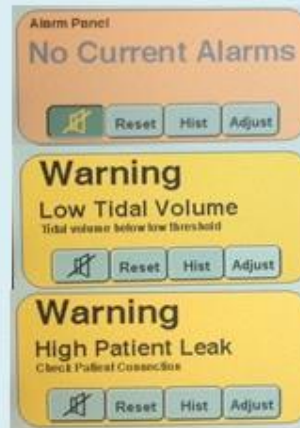 Alarm Panel
No Current Alarms
Reset Hist Adjust
Warning
Low Tidal Volume
Tidal volume below low threshold
Reset Hist Adjust
Warning
High Patient Leak
Check Patient Connection
Reset Hist Adjust